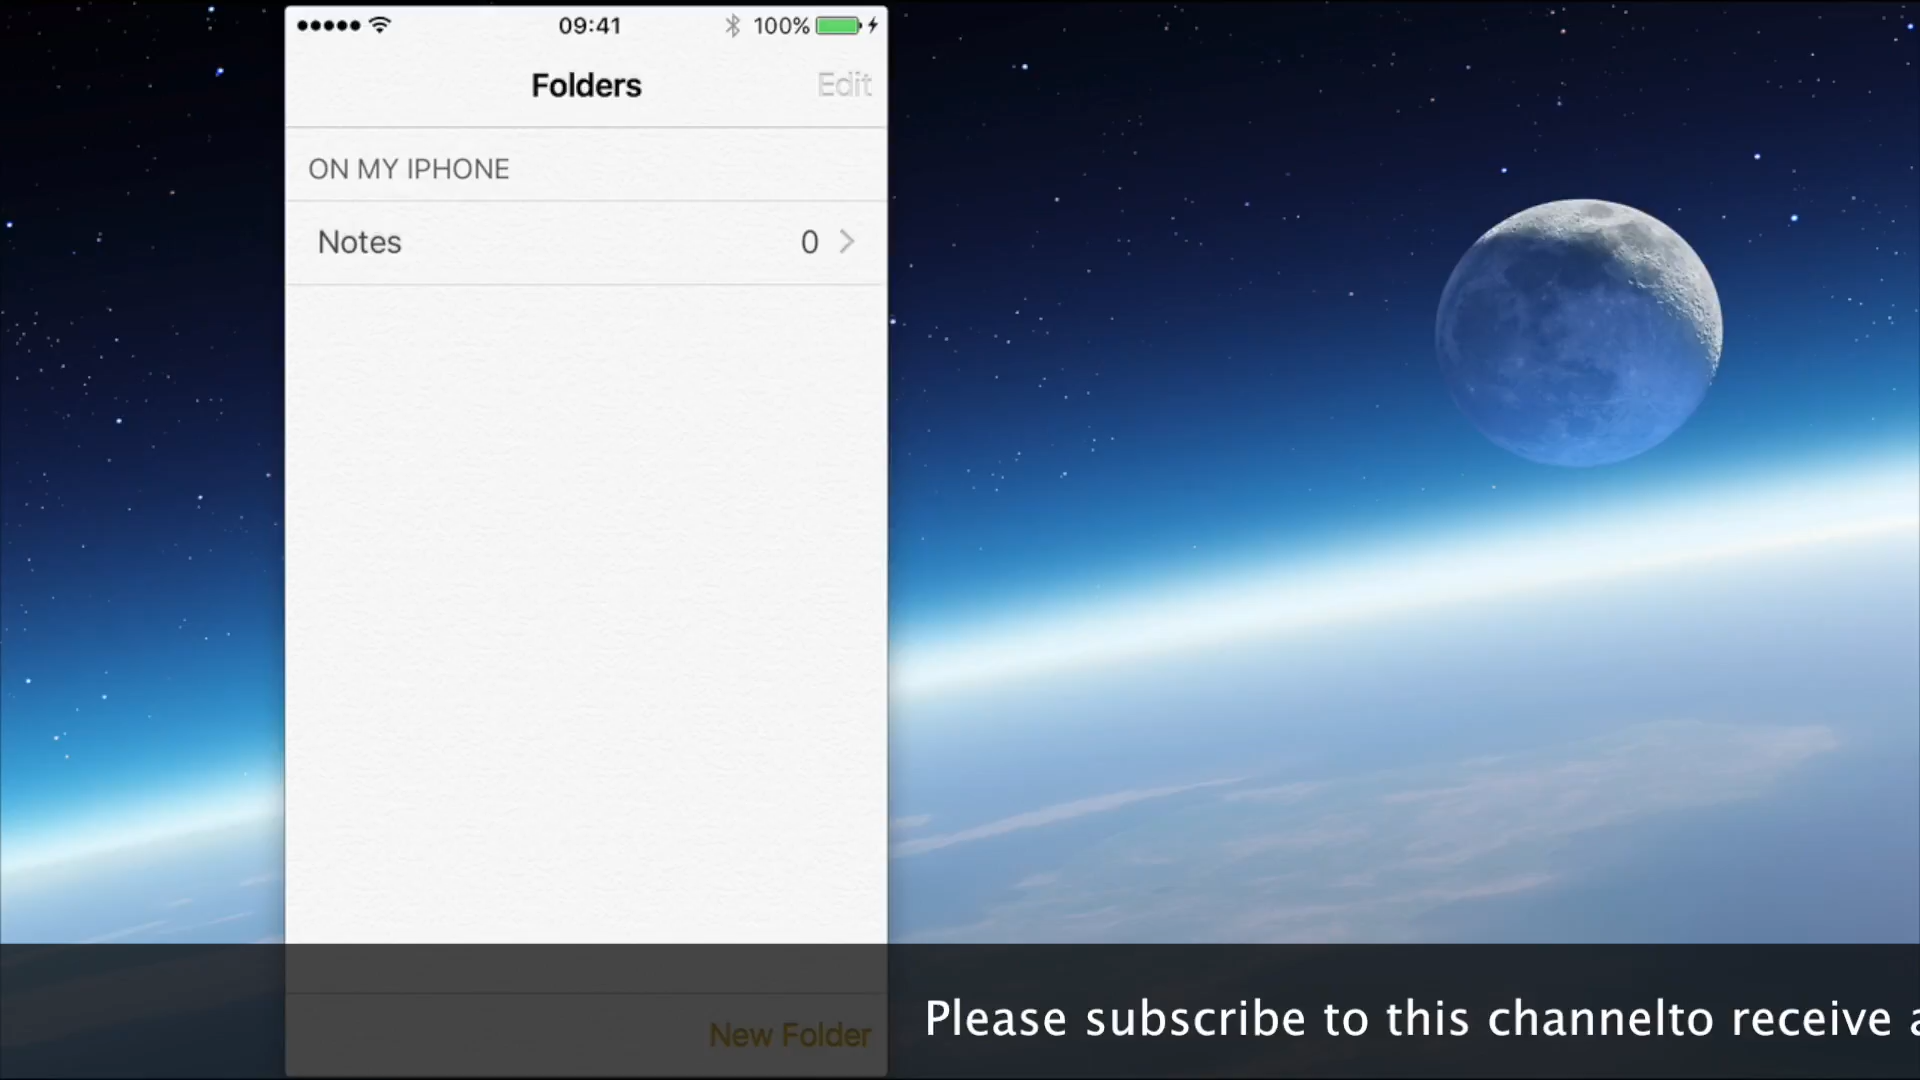 09:41
100%
Folders
Edit
ON MY IPHONE
Notes
0
New Folder
Please subscribe to this channelto receive